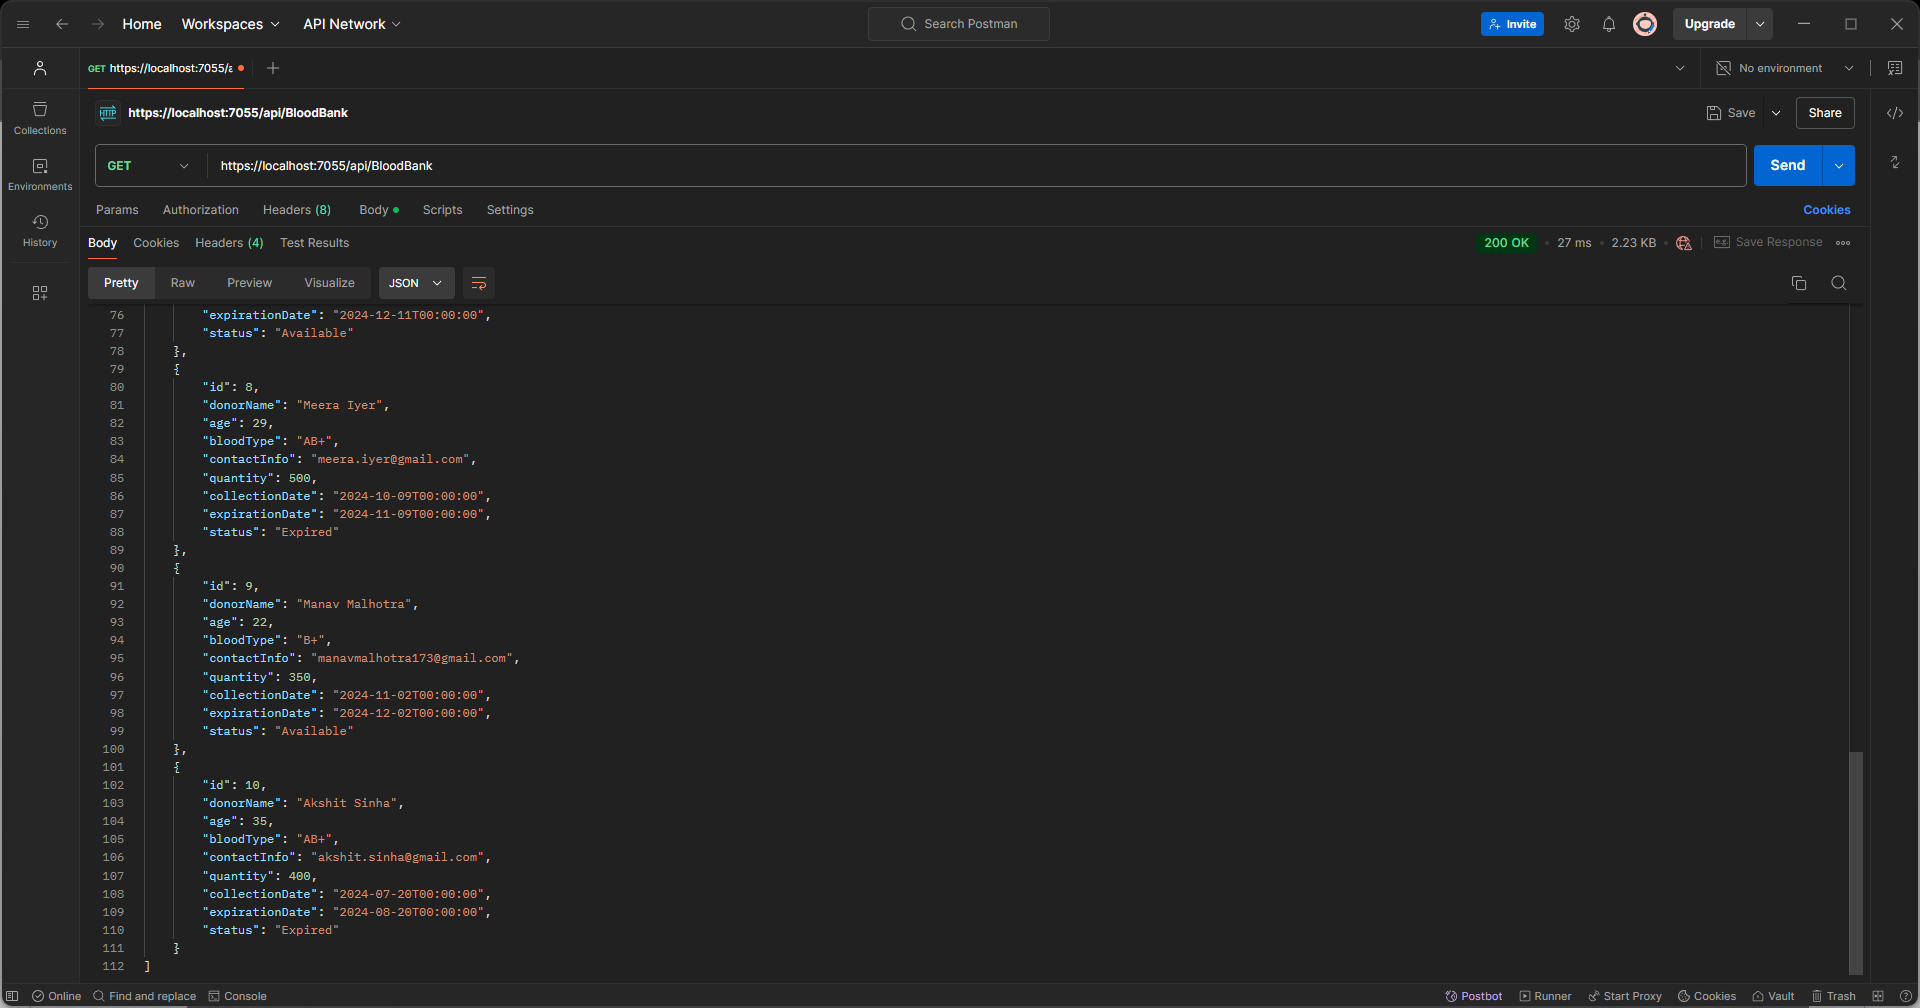 Home Workspaces API Network Search Postman Invite Upgrade
GET https://localhost:7055/a No environment
HTTP https://localhost:7055/api/BloodBank Save Share
Collections
Environments
History
GET https://localhost:7055/api/BloodBank Send
Params Authorization Headers (8) Body Scripts Settings Cookies
Body Cookies Headers (4) Test Results 200 OK 27 ms 2.23 KB e.g. Save Response
Pretty Raw Preview Visualize JSON
76 "expirationDate": "2024-12-11T00:00:00",
77 "status": "Available"
78 },
79 {
80 "id": 8,
81 "donorName": "Meera Iyer",
82 "age": 29,
83 "bloodType": "AB+",
84 "contactInfo": "meera.iyer@gmail.com",
85 "quantity": 500,
86 "collectionDate": "2024-10-09T00:00:00",
87 "expirationDate": "2024-11-09T00:00:00",
88 "status": "Expired"
89 },
90 {
91 "id": 9,
92 "donorName": "Manav Malhotra",
93 "age": 22,
94 "bloodType": "B+",
95 "contactInfo": "manavmalhotra173@gmail.com",
96 "quantity": 350,
97 "collectionDate": "2024-11-02T00:00:00",
98 "expirationDate": "2024-12-02T00:00:00",
99 "status": "Available"
100 },
101 {
102 "id": 10,
103 "donorName": "Akshit Sinha",
104 "age": 35,
105 "bloodType": "AB+",
106 "contactInfo": "akshit.sinha@gmail.com",
107 "quantity": 400,
108 "collectionDate": "2024-07-20T00:00:00",
109 "expirationDate": "2024-08-20T00:00:00",
110 "status": "Expired"
111 }
112 ]
Online Find and replace Console Postbot Runner Start Proxy Cookies Vault Trash